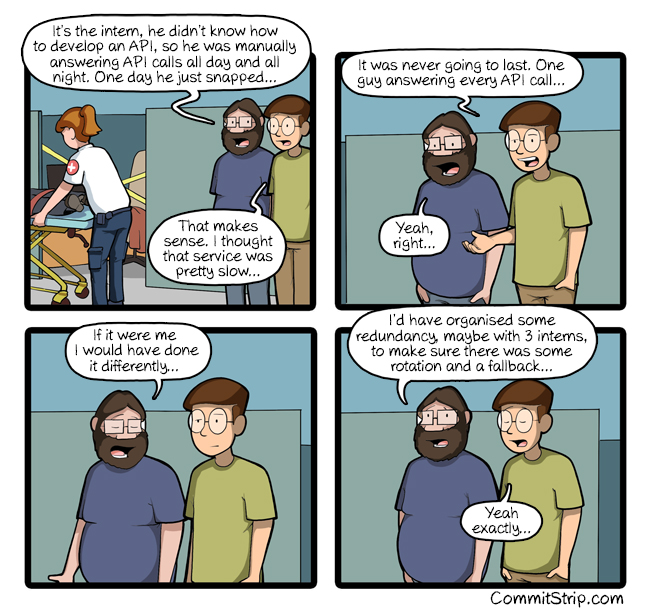 It's the intern, he didn't know how
to develop an API, so he was manually
answering API calls all day and all
night. One day he just snapped...
That makes
sense. I thought
that service was
pretty slow...
It was never going to last. One
guy answering every API call...
Yeah,
right...
If it were me
I would have done
it differently...
I'd have organised some
redundancy, maybe with 3 interns,
to make sure there was some
rotation and a fallback...
Yeah
exactly...
CommitStrip.com